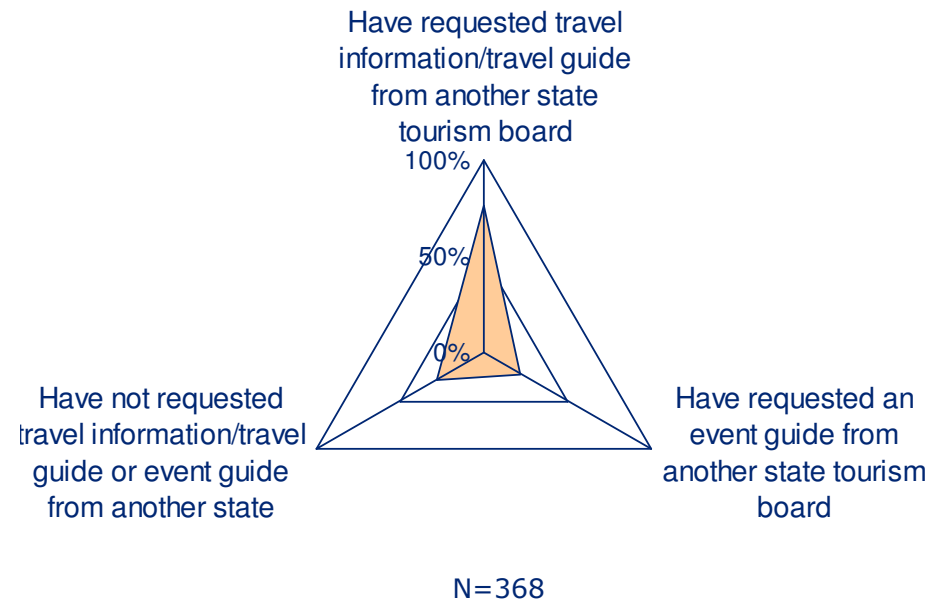 Have requested travel
information/travel guide
from another state
tourism board
100%
50%
0%
Have not requested
travel information/travel
guide or event guide
from another state
Have requested an
event guide from
another state tourism
board
N=368